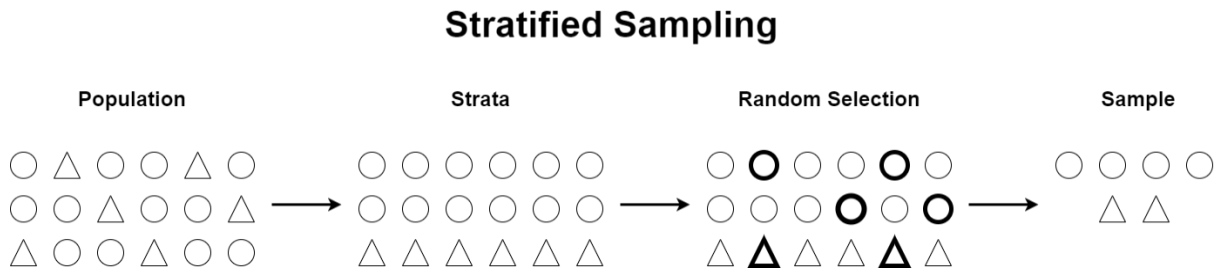 Stratified Sampling
Population
Strata
Random Selection
Sample